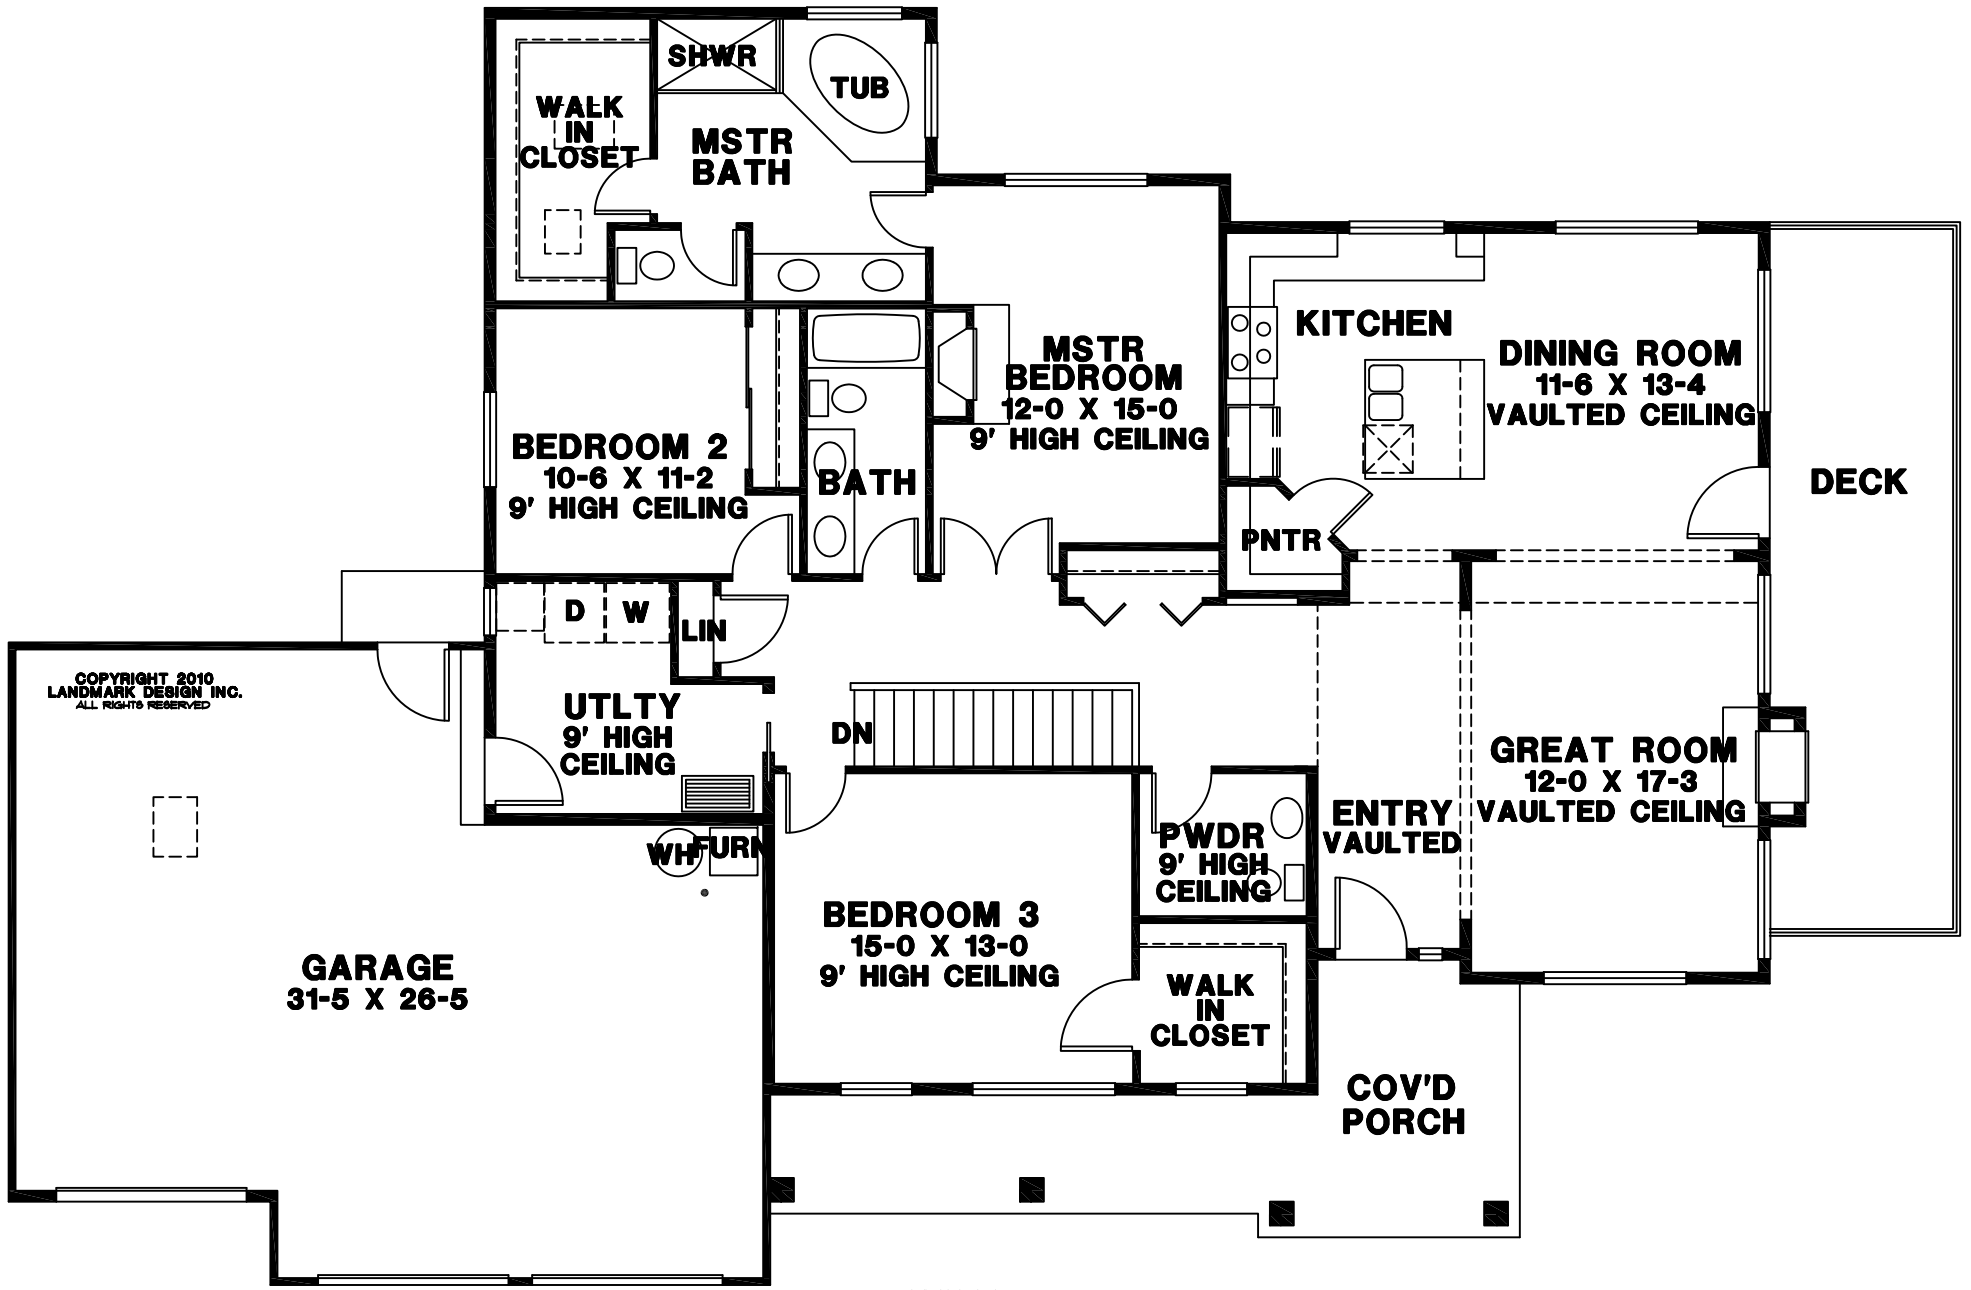 SHWR
TUB
WALK
IN
CLOSET
MSTR
BATH
KITCHEN
MSTR
BEDROOM
12-0 X 15-0
9' HIGH CEILING
DINING ROOM
11-6 X 13-4
VAULTED CEILING
BEDROOM 2
10-6 X 11-2
9' HIGH CEILING
BATH
DECK
PNTR
D
W
LIN
COPYRIGHT 2010
LANDMARK DESIGN INC.
ALL RIGHTS RESERVED
UTLTY
9' HIGH
CEILING
DN
GREAT ROOM
12-0 X 17-3
VAULTED CEILING
ENTRY
VAULTED
WH
FURN
PWDR
9' HIGH
CEILING
BEDROOM 3
15-0 X 13-0
9' HIGH CEILING
GARAGE
31-5 X 26-5
WALK
IN
CLOSET
COV'D
PORCH